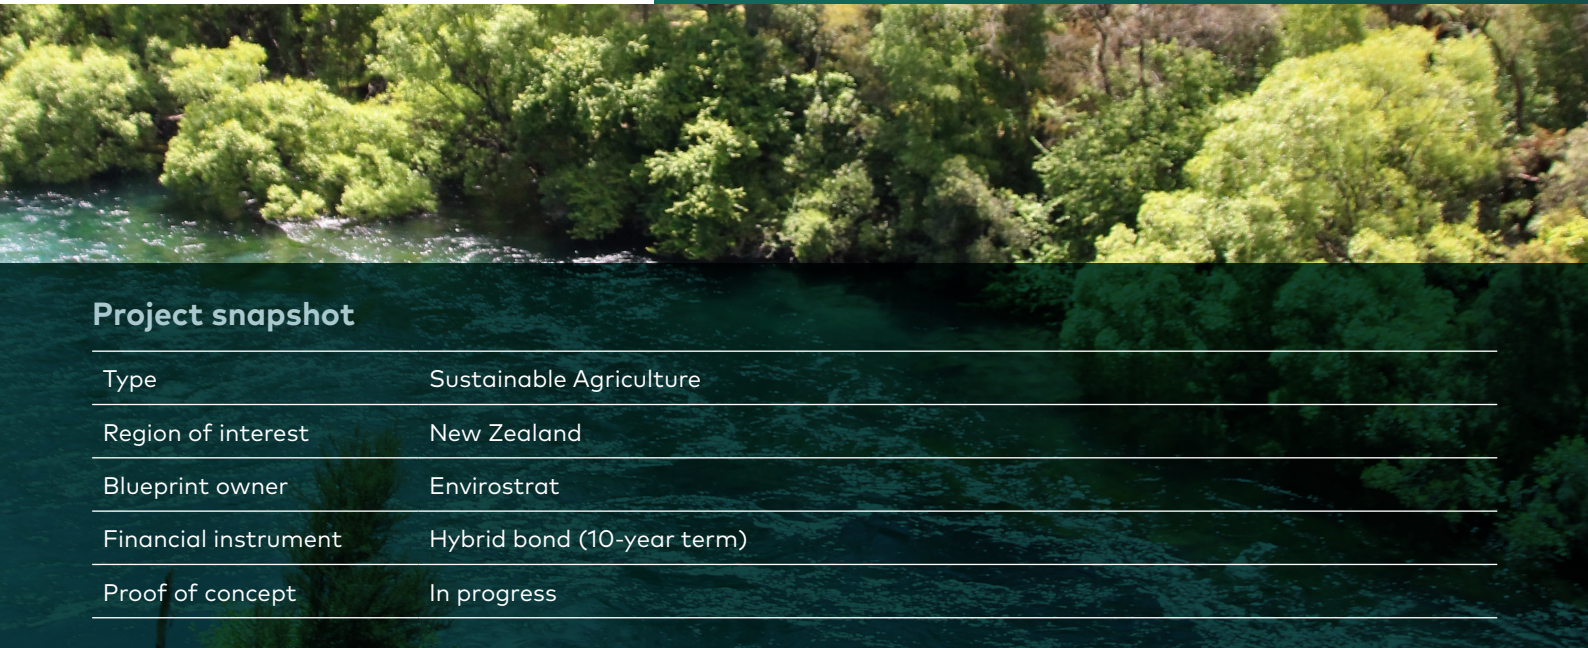 Project snapshot
Type Sustainable Agriculture
Region of interest New Zealand
Blueprint owner Envirostrat
Financial instrument Hybrid bond (10-year term)
Proof of concept In progress